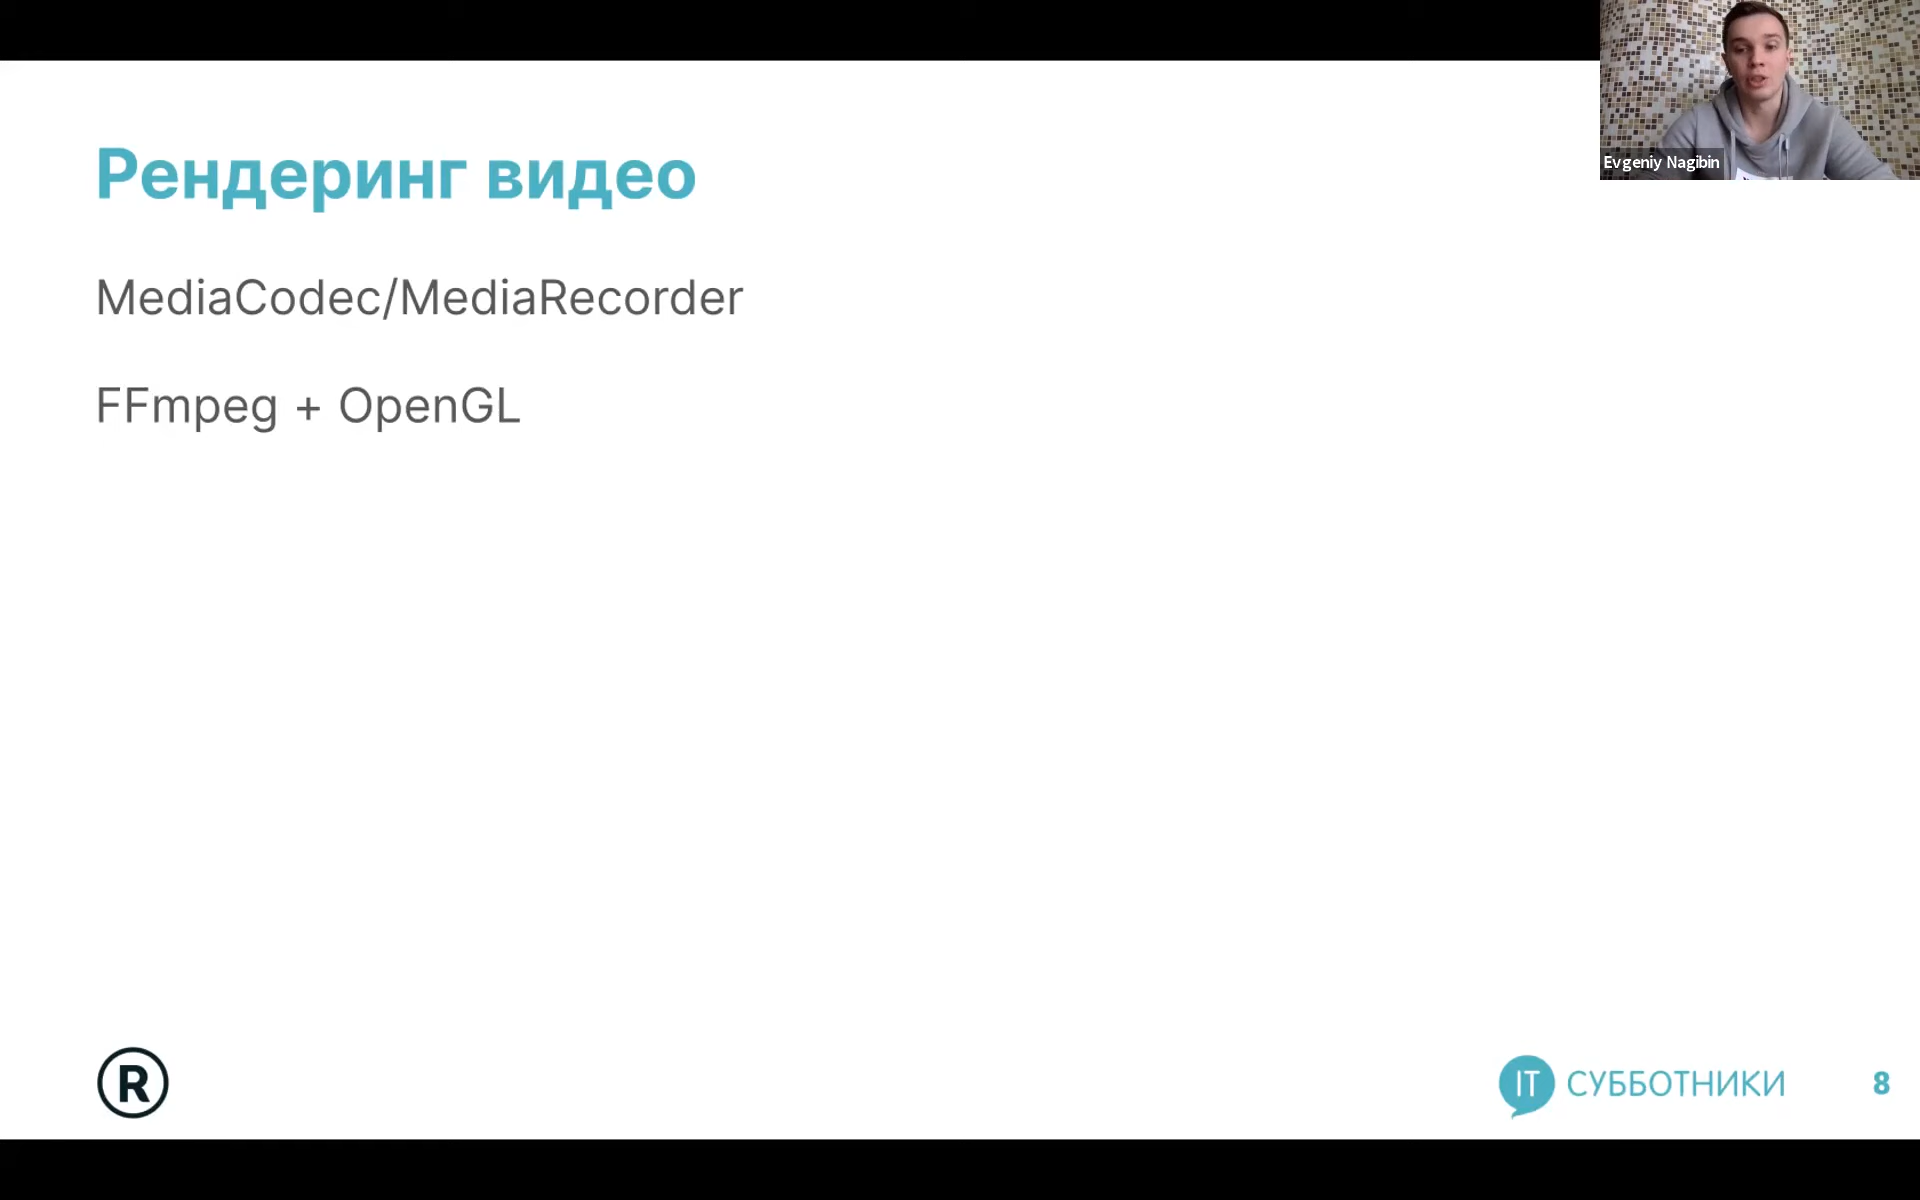 Evgeniy Nagibin
Рендеринг видео
MediaCodec/MediaRecorder
FFmpeg + OpenGL
R
IT СУББОТНИКИ
8